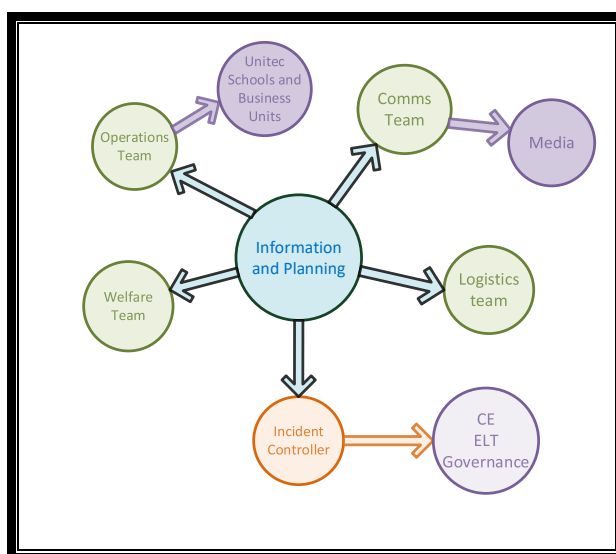 Unitec
Schools and
Business
Units
Comms
Team
Operations
Team
Media
Information
and Planning
Welfare
Team
Logistics
team
Incident
Controller
CE
ELT
Governance